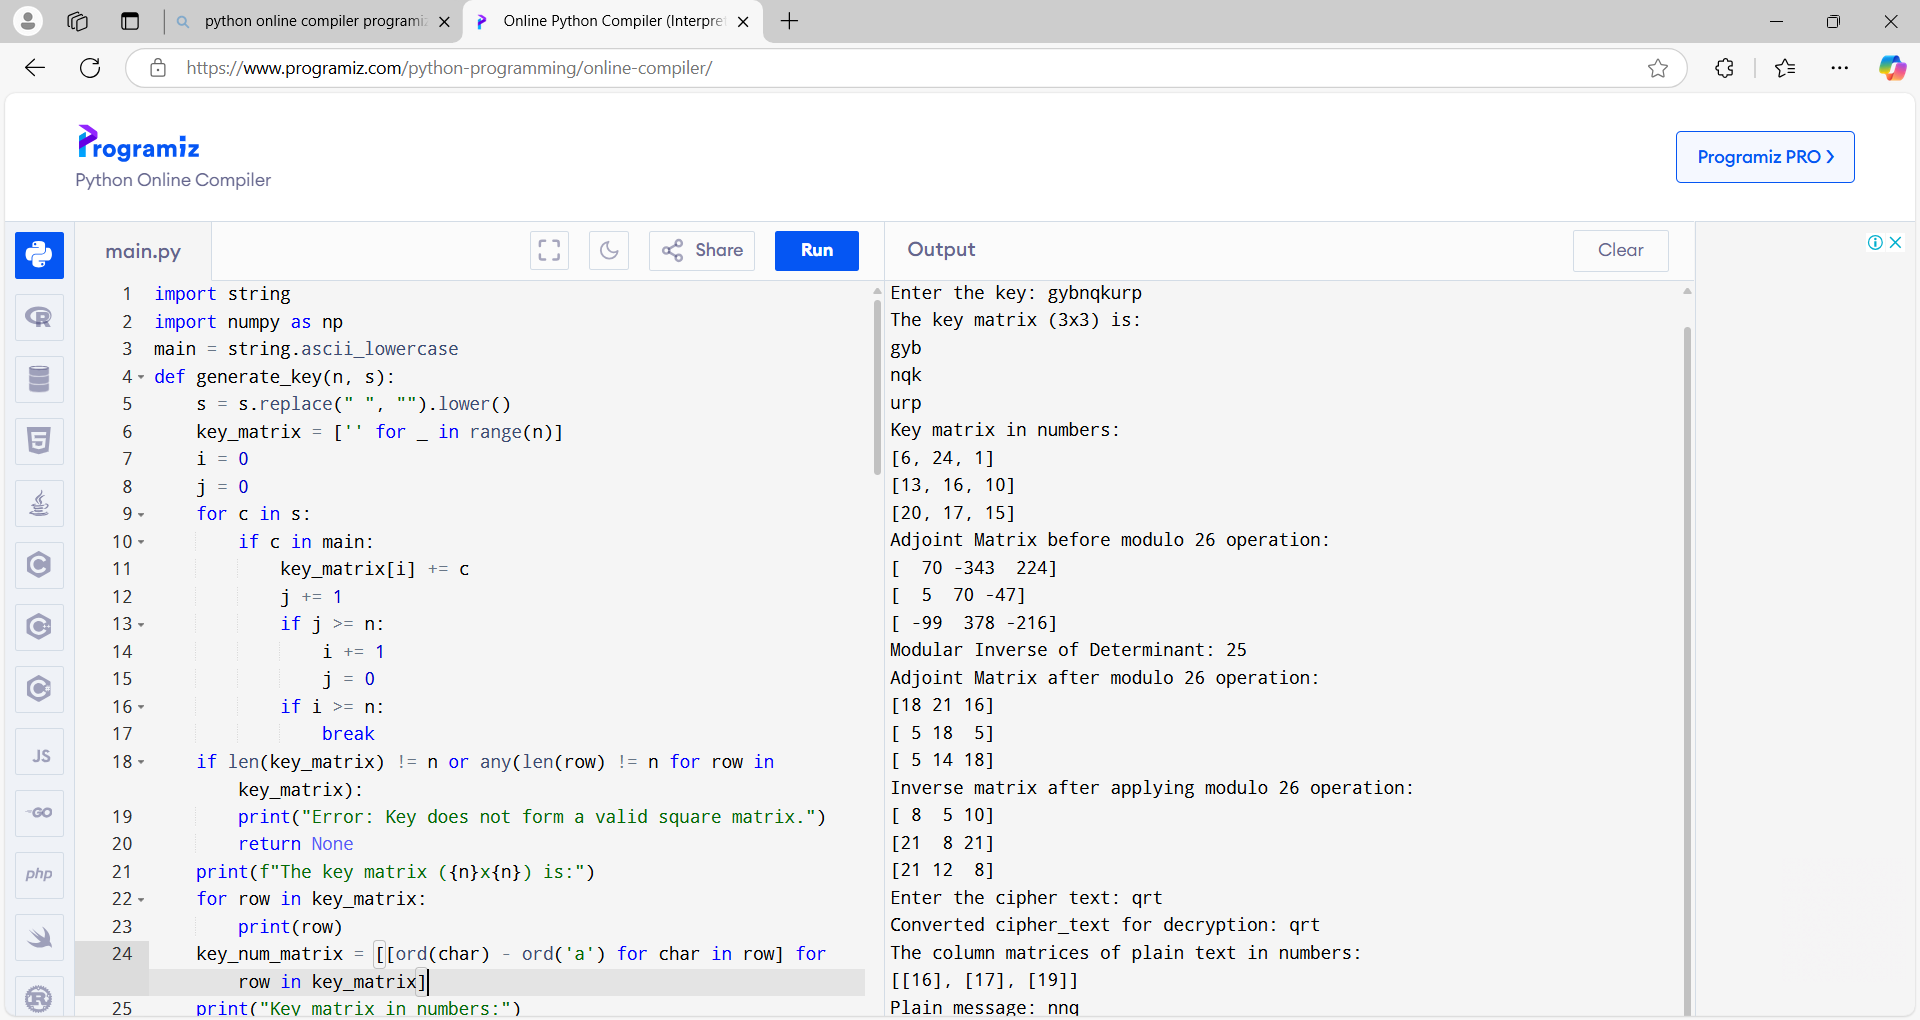 python online compiler programiz
Online Python Compiler (Interpre
https://www.programiz.com/python-programming/online-compiler/
Programiz
Python Online Compiler
Programiz PRO
main.py
Share
Run
Output
Clear
1 import string
2 import numpy as np
3 main = string.ascii_lowercase
4 def generate_key(n, s):
5 s = s.replace(" ", "").lower()
6 key_matrix = ['' for _ in range(n)]
7 i = 0
8 j = 0
9 for c in s:
10 if c in main:
11 key_matrix[i] += c
12 j += 1
13 if j >= n:
14 i += 1
15 j = 0
16 if i >= n:
17 break
18 if len(key_matrix) != n or any(len(row) != n for row in
key_matrix):
19 print("Error: Key does not form a valid square matrix.")
20 return None
21 print(f"The key matrix ({n}x{n}) is:")
22 for row in key_matrix:
23 print(row)
24 key_num_matrix = [[ord(char) - ord('a') for char in row] for
row in key_matrix]
25 print("Key matrix in numbers:")
Enter the key: gybnqkurp
The key matrix (3x3) is:
gyb
nqk
urp
Key matrix in numbers:
[6, 24, 1]
[13, 16, 10]
[20, 17, 15]
Adjoint Matrix before modulo 26 operation:
[  70 -343  224]
[  5  70 -47]
[ -99  378 -216]
Modular Inverse of Determinant: 25
Adjoint Matrix after modulo 26 operation:
[18 21 16]
[ 5 18  5]
[ 5 14 18]
Inverse matrix after applying modulo 26 operation:
[ 8  5 10]
[21  8 21]
[21 12  8]
Enter the cipher text: qrt
Converted cipher_text for decryption: qrt
The column matrices of plain text in numbers:
[[16], [17], [19]]
Plain message: nnq
R
5
C
C
C
JS
GO
php